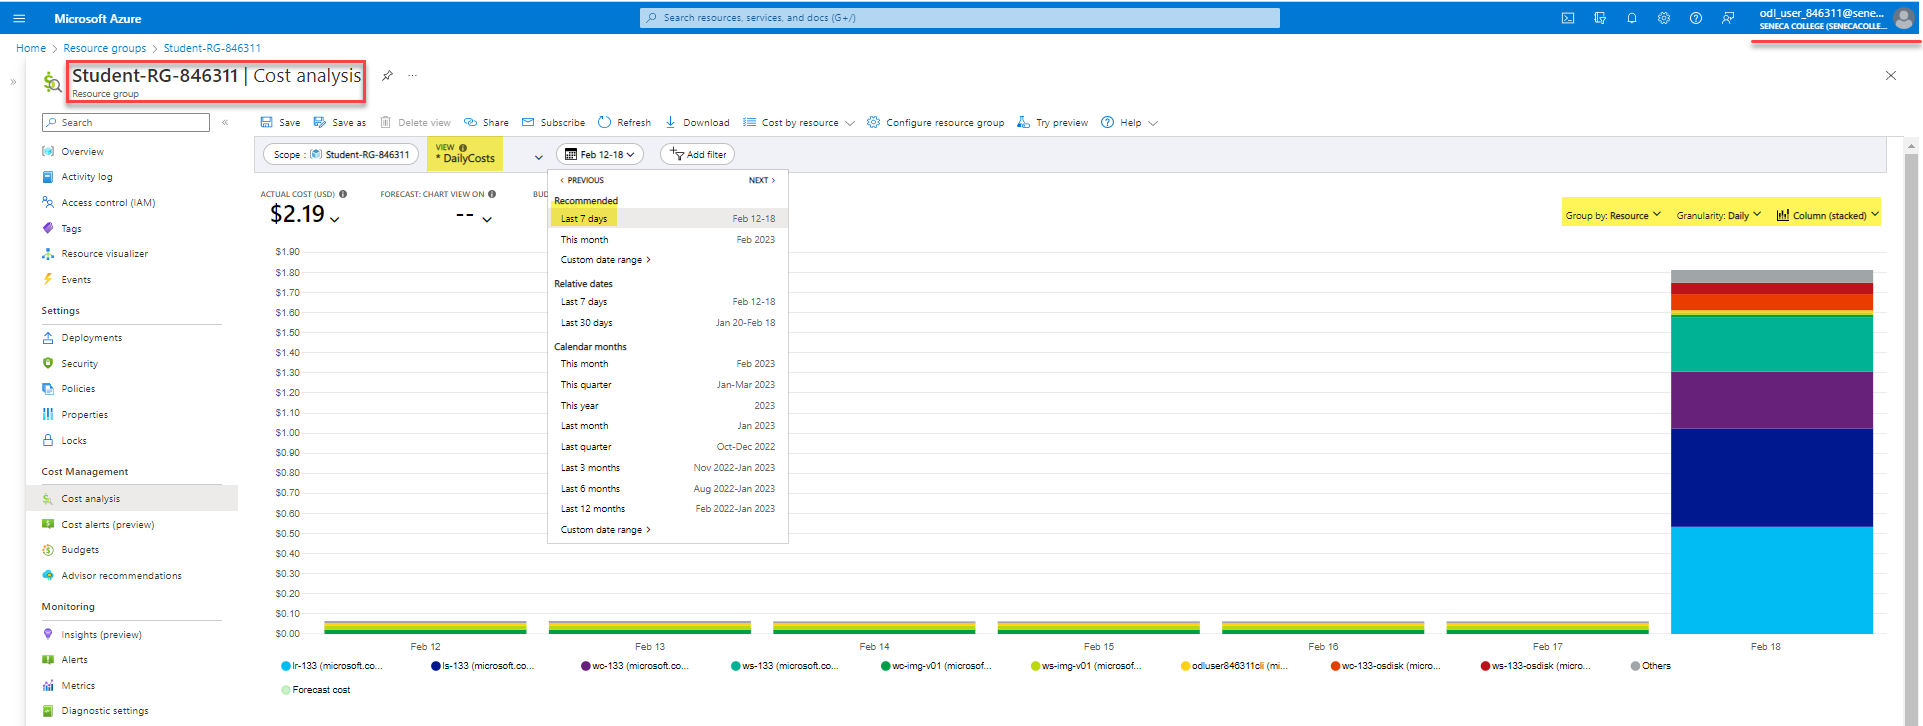 Microsoft Azure
Search resources, services, and docs (G+/)
odl_user_846311@sene...
SENECA COLLEGE (SENECACOLLE...
Home > Resource groups > Student-RG-846311
Student-RG-846311 | Cost analysis
Resource group
Search
Save
Save as
Delete view
Share
Subscribe
Refresh
Download
Cost by resource
Configure resource group
Try preview
Help
Overview
Activity log
Access control (IAM)
Tags
Resource visualizer
Events
Settings
Deployments
Security
Policies
Properties
Locks
Cost Management
Cost analysis
Cost alerts (preview)
Budgets
Advisor recommendations
Monitoring
Insights (preview)
Alerts
Metrics
Diagnostic settings
Scope : Student-RG-846311
VIEW
* DailyCosts
Feb 12-18
Add filter
ACTUAL COST (USD)
$2.19
FORECAST: CHART VIEW ON
--
BUD
< PREVIOUS NEXT >
Recommended
Last 7 days Feb 12-18
This month Feb 2023
Custom date range >
Relative dates
Last 7 days Feb 12-18
Last 30 days Jan 20-Feb 18
Calendar months
This month Feb 2023
This quarter Jan-Mar 2023
This year 2023
Last month Jan 2023
Last quarter Oct-Dec 2022
Last 3 months Nov 2022-Jan 2023
Last 6 months Aug 2022-Jan 2023
Last 12 months Feb 2022-Jan 2023
Custom date range >
Group by: Resource
Granularity: Daily
Column (stacked)
$1.90
$1.80
$1.70
$1.60
$1.50
$1.40
$1.30
$1.20
$1.10
$1.00
$0.90
$0.80
$0.70
$0.60
$0.50
$0.40
$0.30
$0.20
$0.10
$0.00
Feb 12
Feb 13
Feb 14
Feb 15
Feb 16
Feb 17
Feb 18
lr-133 (microsoft.co...
ls-133 (microsoft.co...
wc-133 (microsoft.co...
ws-133 (microsoft.co...
wc-img-v01 (microsof...
ws-img-v01 (microsof...
odluser846311cli (mi...
wc-133-osdisk (micro...
ws-133-osdisk (micro...
Others
Forecast cost